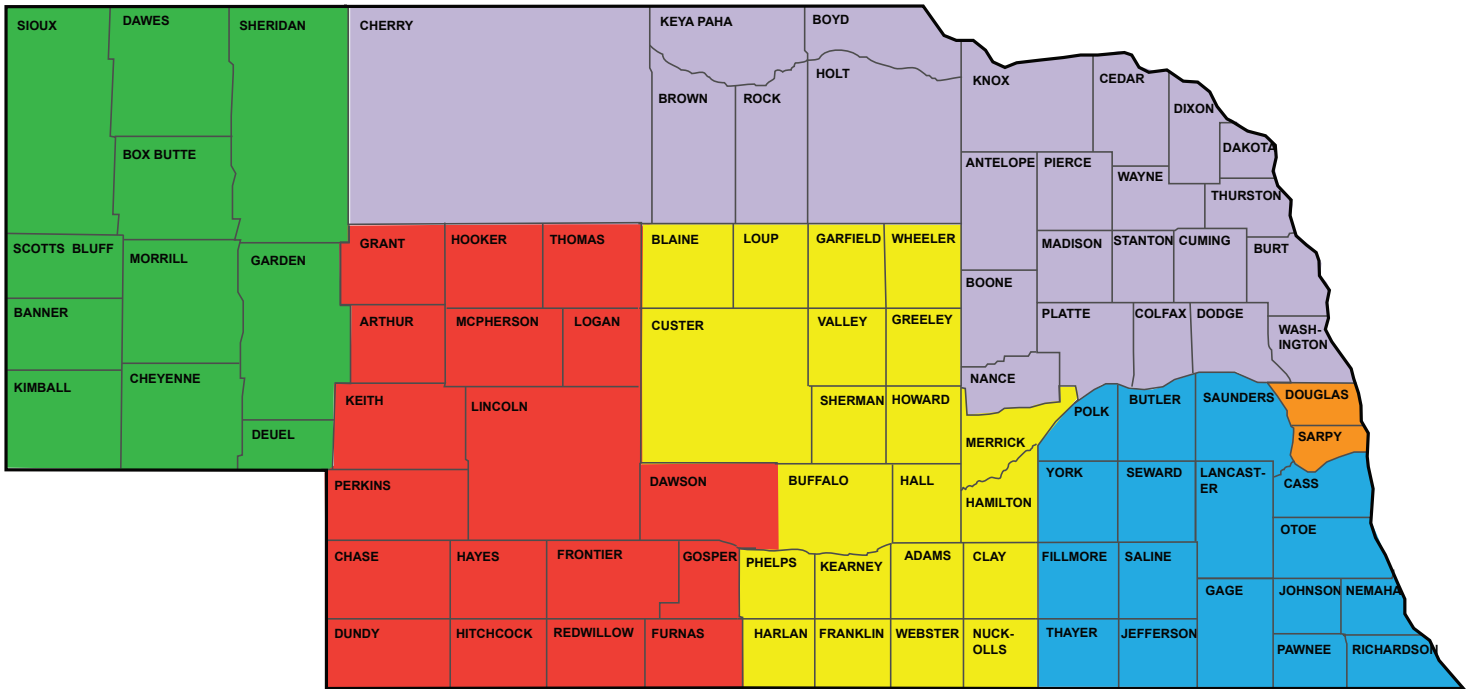 SIOUX
DAWES
SHERIDAN
CHERRY
KEYA PAHA
BOYD
HOLT
KNOX
CEDAR
DIXON
BROWN
ROCK
DAKOTA
BOX BUTTE
ANTELOPE
PIERCE
WAYNE
THURSTON
SCOTTS BLUFF
MORRILL
GARDEN
GRANT
HOOKER
THOMAS
BLAINE
LOUP
GARFIELD
WHEELER
MADISON
STANTON
CUMING
BURT
BOONE
BANNER
ARTHUR
MCPHERSON
LOGAN
CUSTER
VALLEY
GREELEY
PLATTE
COLFAX
DODGE
WASH-
INGTON
KIMBALL
CHEYENNE
NANCE
KEITH
LINCOLN
SHERMAN
HOWARD
POLK
BUTLER
SAUNDERS
DOUGLAS
DEUEL
MERRICK
SARPY
PERKINS
DAWSON
BUFFALO
HALL
HAMILTON
YORK
SEWARD
LANCAST-
ER
CASS
OTOE
CHASE
HAYES
FRONTIER
GOSPER
PHELPS
KEARNEY
ADAMS
CLAY
FILLMORE
SALINE
GAGE
JOHNSON
NEMAHA
DUNDY
HITCHCOCK
REDWILLOW
FURNAS
HARLAN
FRANKLIN
WEBSTER
NUCK-
OLLS
THAYER
JEFFERSON
PAWNEE
RICHARDSON